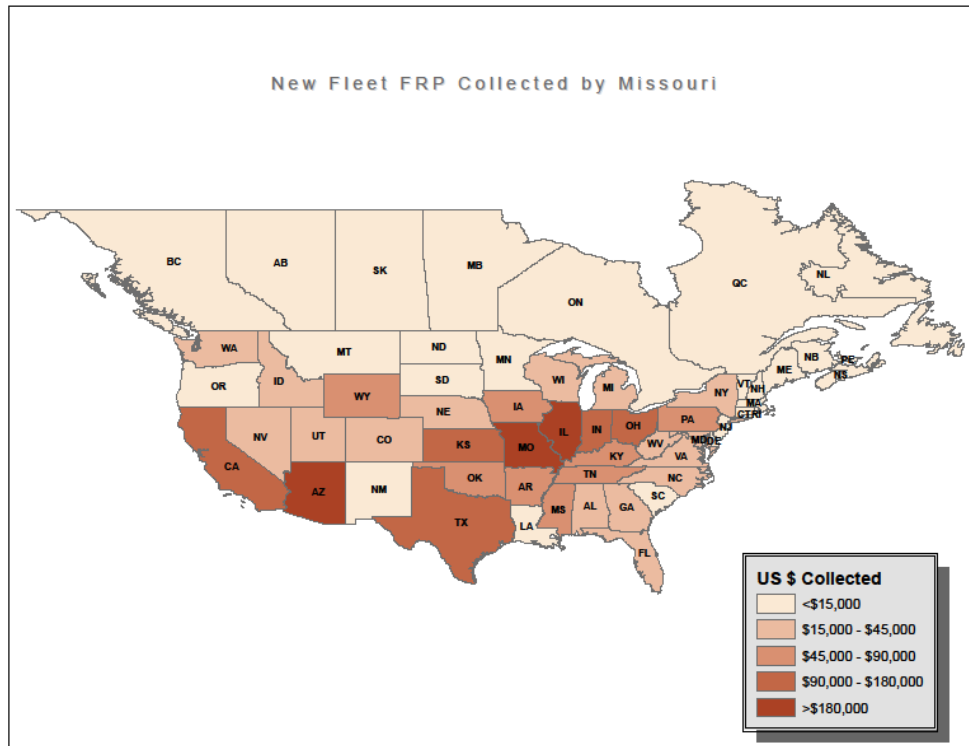 New Fleet FRP Collected by Missouri
BC
AB
SK
MB
ON
QC
NL
NB
PE
NS
WA
MT
ND
MN
ME
VT
NH
OR
ID
SD
WI
MI
NY
MA
CT
RI
WY
IA
PA
NJ
NE
NV
UT
CO
IL
IN
OH
MD
DE
WV
VA
CA
KS
MO
KY
AZ
NM
OK
AR
TN
NC
SC
TX
MS
AL
GA
LA
FL
US $ Collected
<$15,000
$15,000 - $45,000
$45,000 - $90,000
$90,000 - $180,000
>$180,000